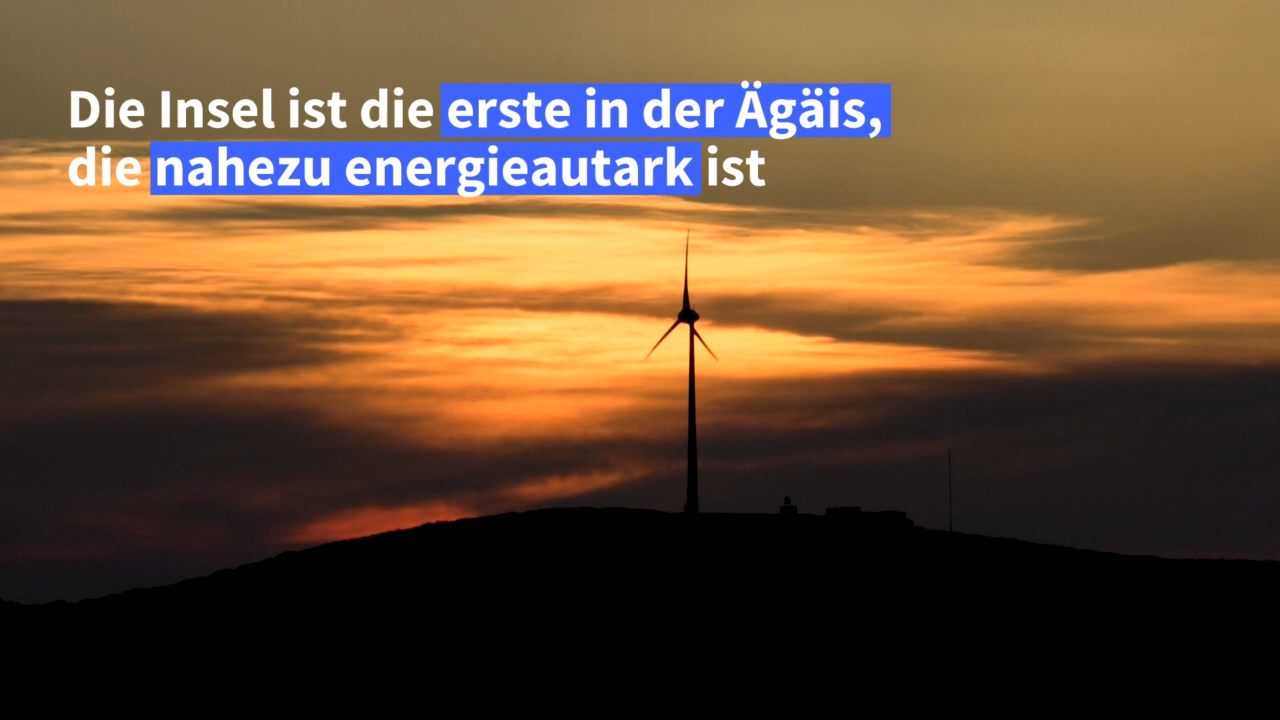 Die Insel ist die erste in der Ägäis,
die nahezu energieautark ist